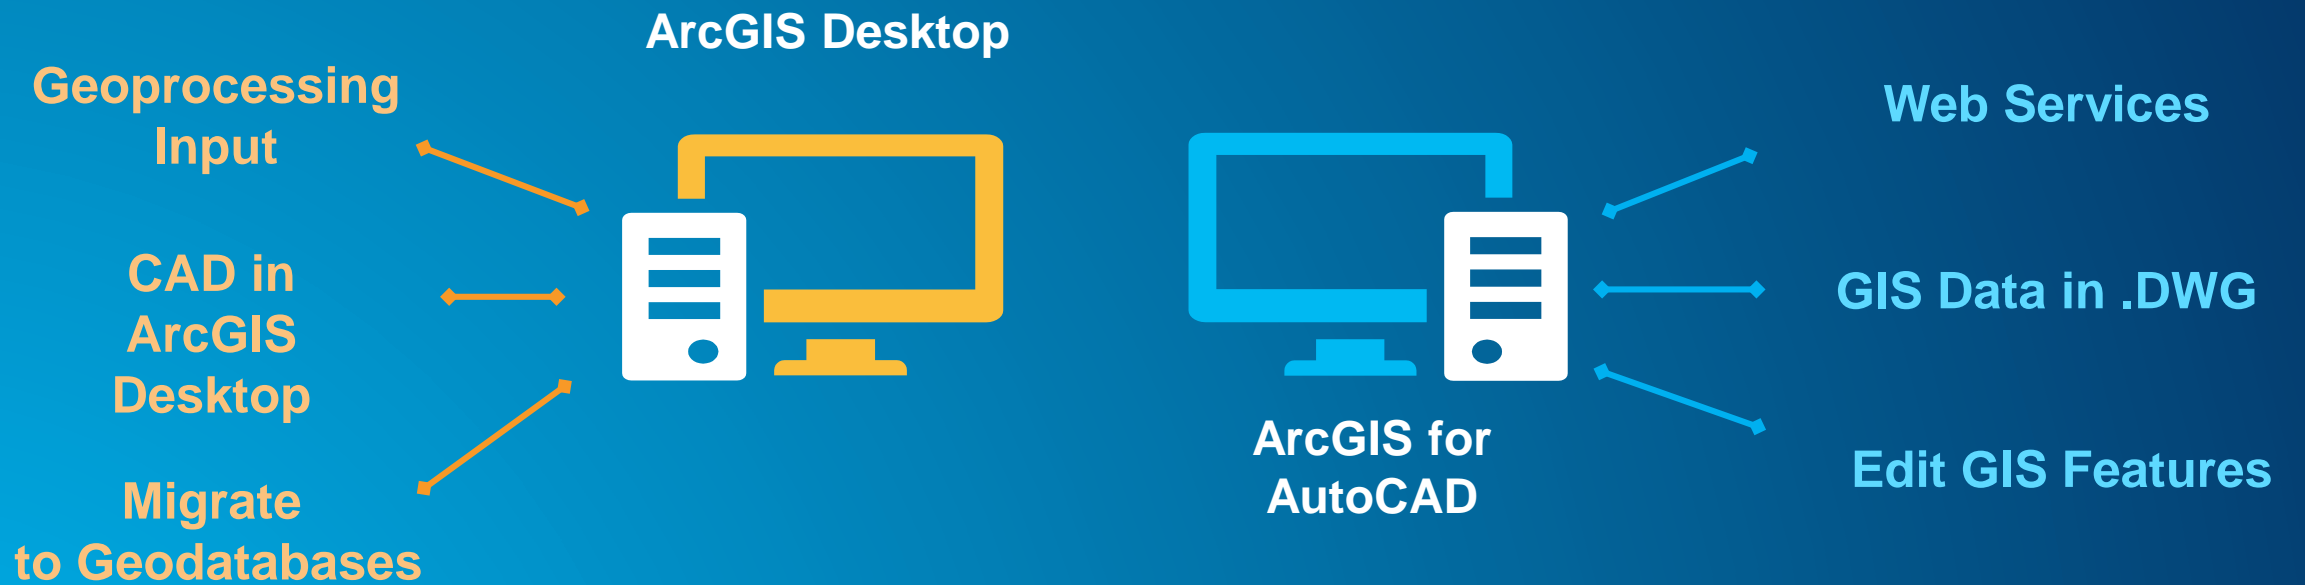 ArcGIS Desktop
Geoprocessing
Input
CAD in
ArcGIS
Desktop
Migrate
to Geodatabases
ArcGIS for
AutoCAD
Web Services
GIS Data in .DWG
Edit GIS Features